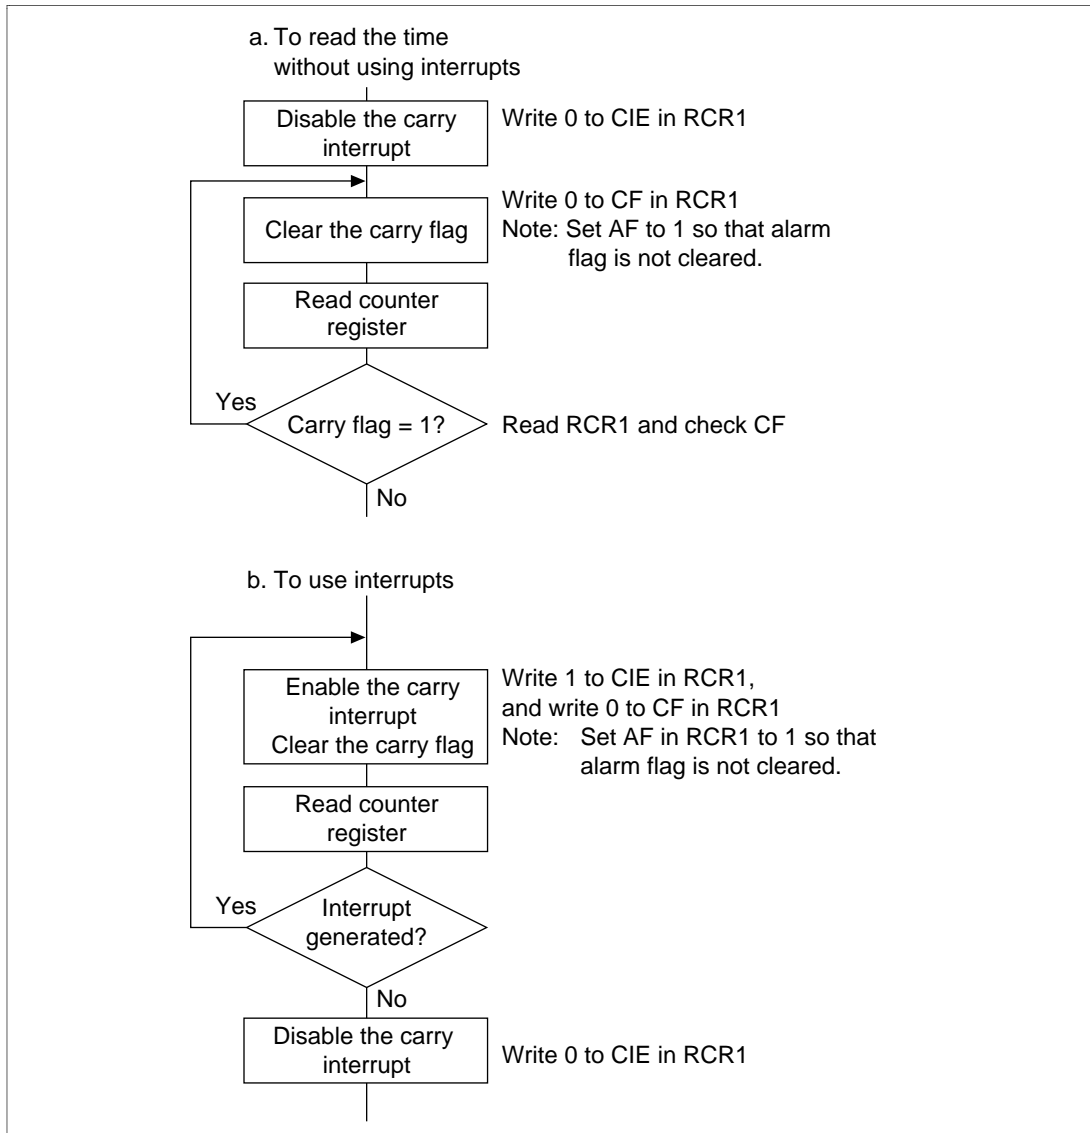 a. To read the time
without using interrupts
Disable the carry
interrupt
Write 0 to CIE in RCR1
Clear the carry flag
Write 0 to CF in RCR1
Note: Set AF to 1 so that alarm
flag is not cleared.
Read counter
register
Yes
Carry flag = 1?
Read RCR1 and check CF
No
b. To use interrupts
Enable the carry
interrupt
Clear the carry flag
Write 1 to CIE in RCR1,
and write 0 to CF in RCR1
Note: Set AF in RCR1 to 1 so that
alarm flag is not cleared.
Read counter
register
Yes
Interrupt
generated?
No
Disable the carry
interrupt
Write 0 to CIE in RCR1